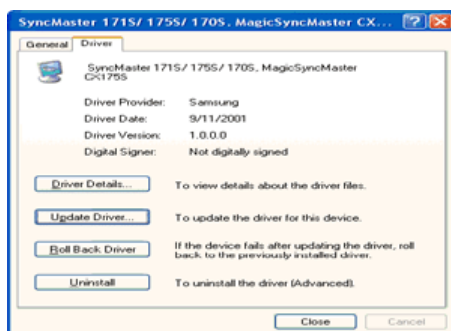 SyncMaster 171S/ 175S/ 170S, MagicSyncMaster CX...
General
Driver
SyncMaster 171S/ 175S/ 170S, MagicSyncMaster
CX175S
Driver Provider: Samsung
Driver Date: 9/11/2001
Driver Version: 1.0.0.0
Digital Signer: Not digitally signed
Driver Details... To view details about the driver files.
Update Driver... To update the driver for this device.
Roll Back Driver If the device fails after updating the driver, roll
back to the previously installed driver.
Uninstall To uninstall the driver (Advanced).
Close Cancel